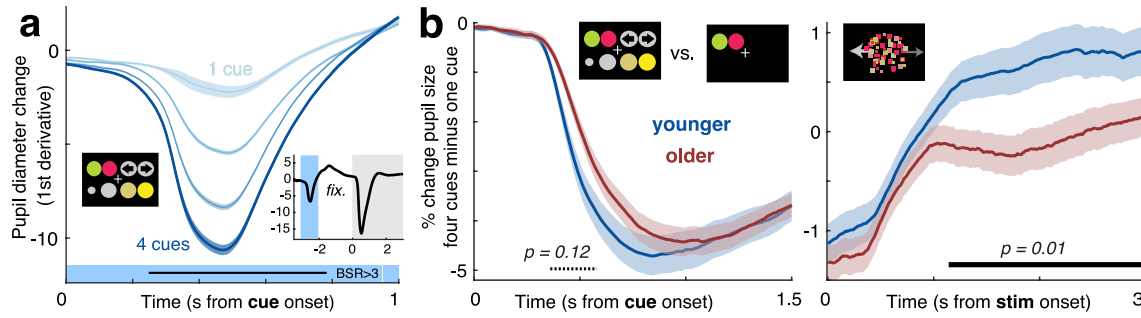 a
Pupil diameter change
(1st derivative)
0
-10
1 cue
4 cues
5
0
-5
-10
-15
fix.
-2
0
2
BSR>3
0
1
Time (s from cue onset)
b
% change pupil size
four cues minus one cue
0
-5
vs.
younger
older
p = 0.12
0
1.5
Time (s from cue onset)
1
0
-1
p = 0.01
0
3
Time (s from stim onset)